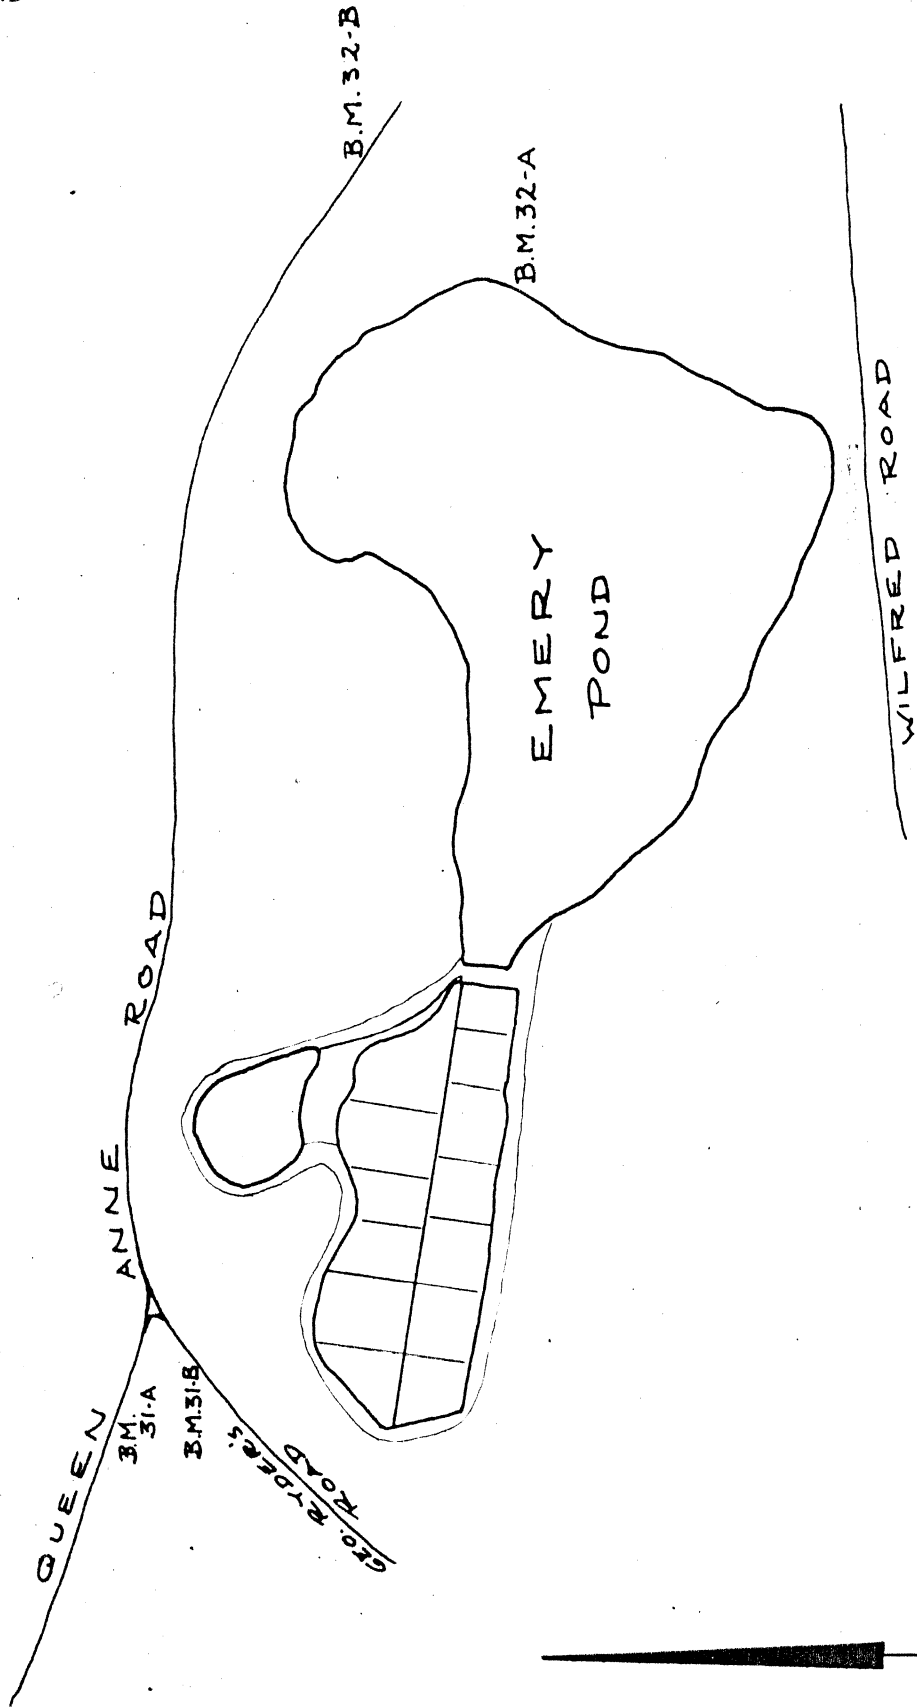 QUEEN ANNE ROAD
B.M.
31-A
B.M.31-B
GEO. RYDER'S
ROAD
B.M.32-B
B.M.32-A
EMERY
POND
WILFRED ROAD